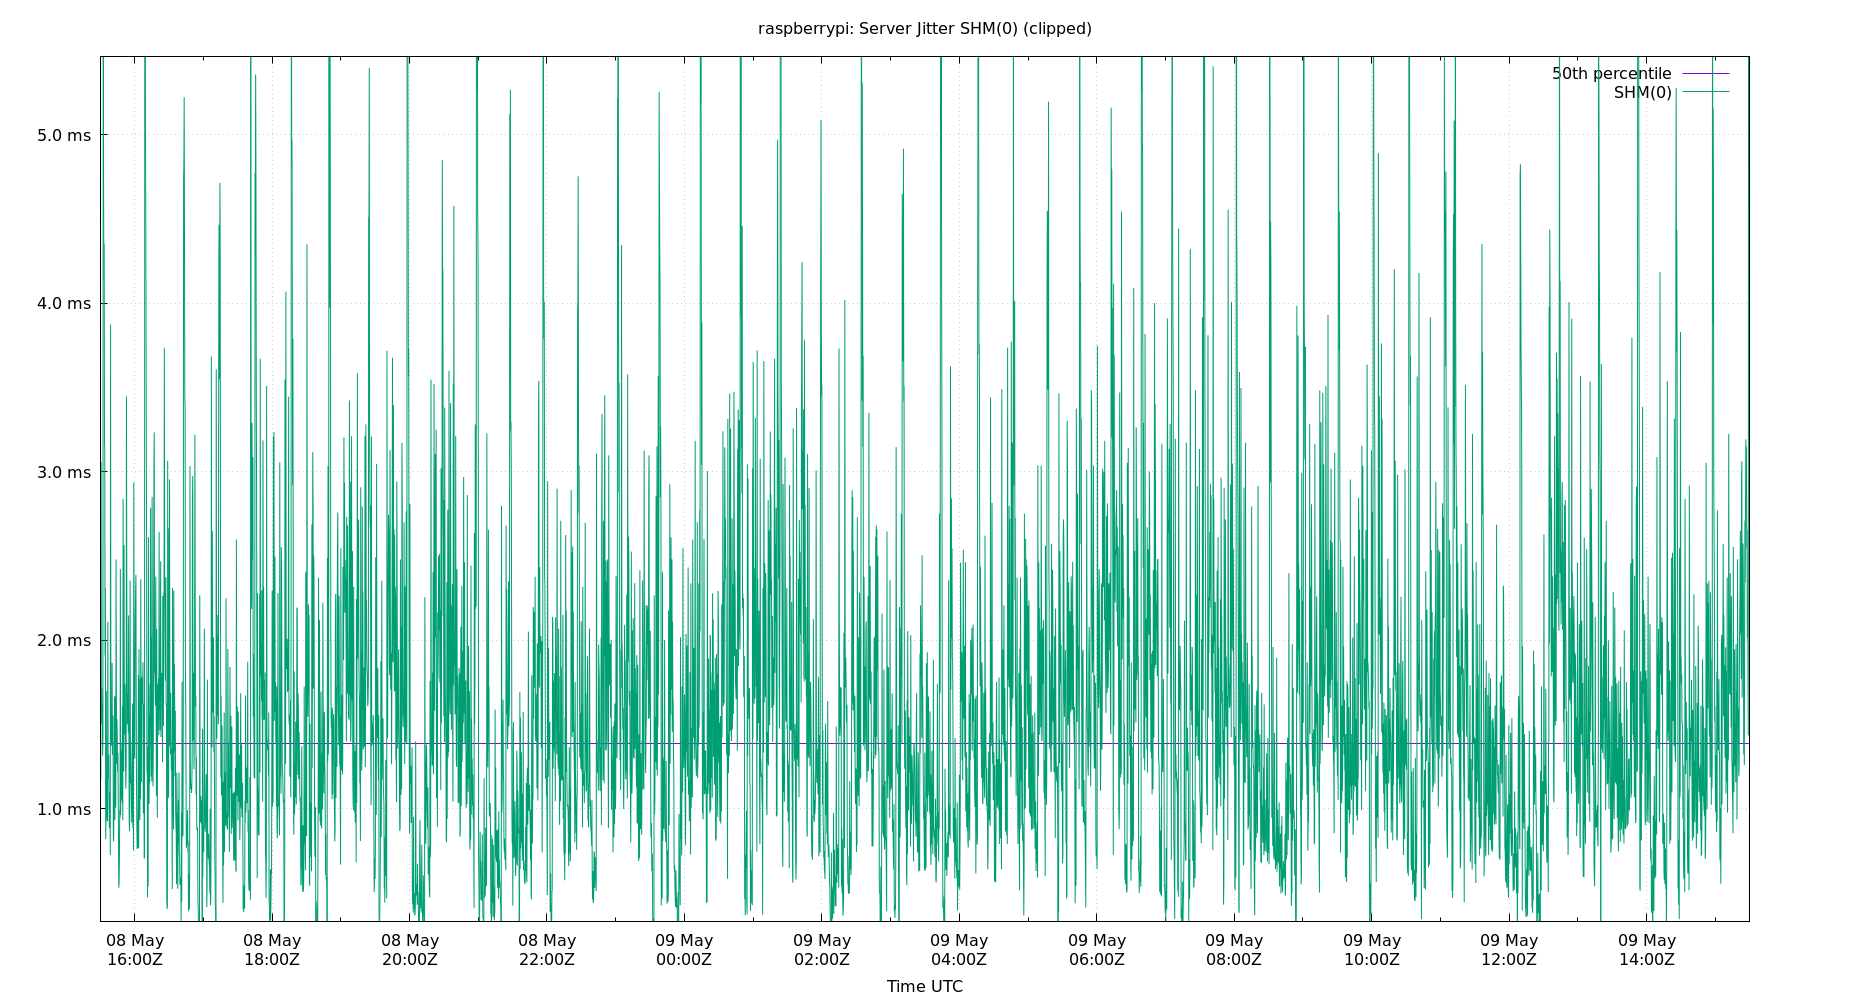 raspberrypi: Server Jitter SHM(0) (clipped)
50th percentile
SHM(0)
5.0 ms
4.0 ms
3.0 ms
2.0 ms
1.0 ms
08 May 08 May 08 May 08 May 09 May 09 May 09 May 09 May 09 May 09 May 09 May 09 May
16:00Z 18:00Z 20:00Z 22:00Z 00:00Z 02:00Z 04:00Z 06:00Z 08:00Z 10:00Z 12:00Z 14:00Z
Time UTC